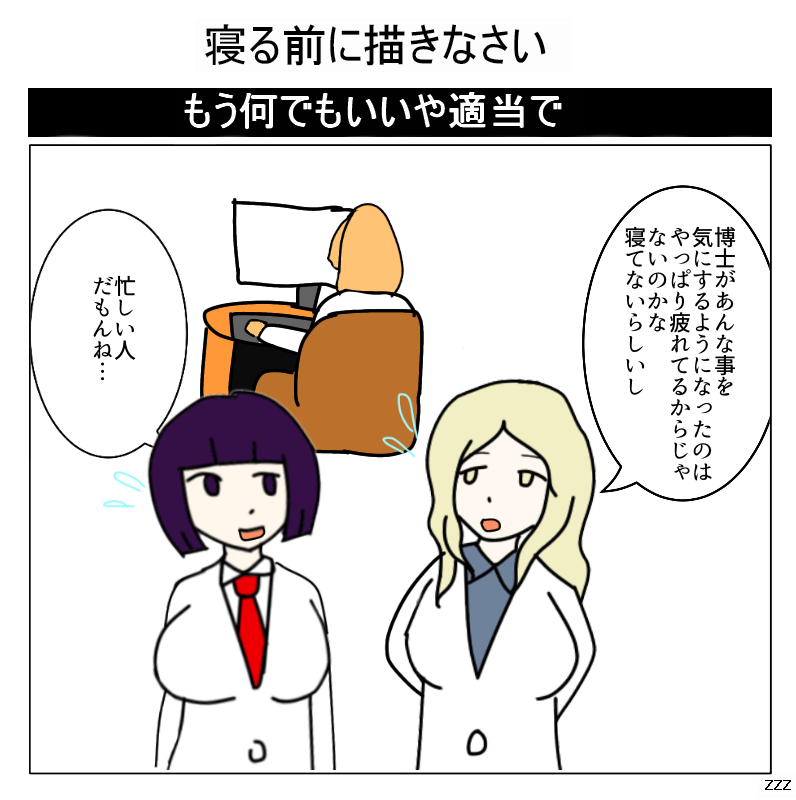 寝る前に描きなさい
もう何でもいいや適当で
博士があんな事を
気にするようになったのは
やっぱり疲れてるからじゃ
ないのかな
寝てないらしいし
忙しい人
だもんね…
zzz